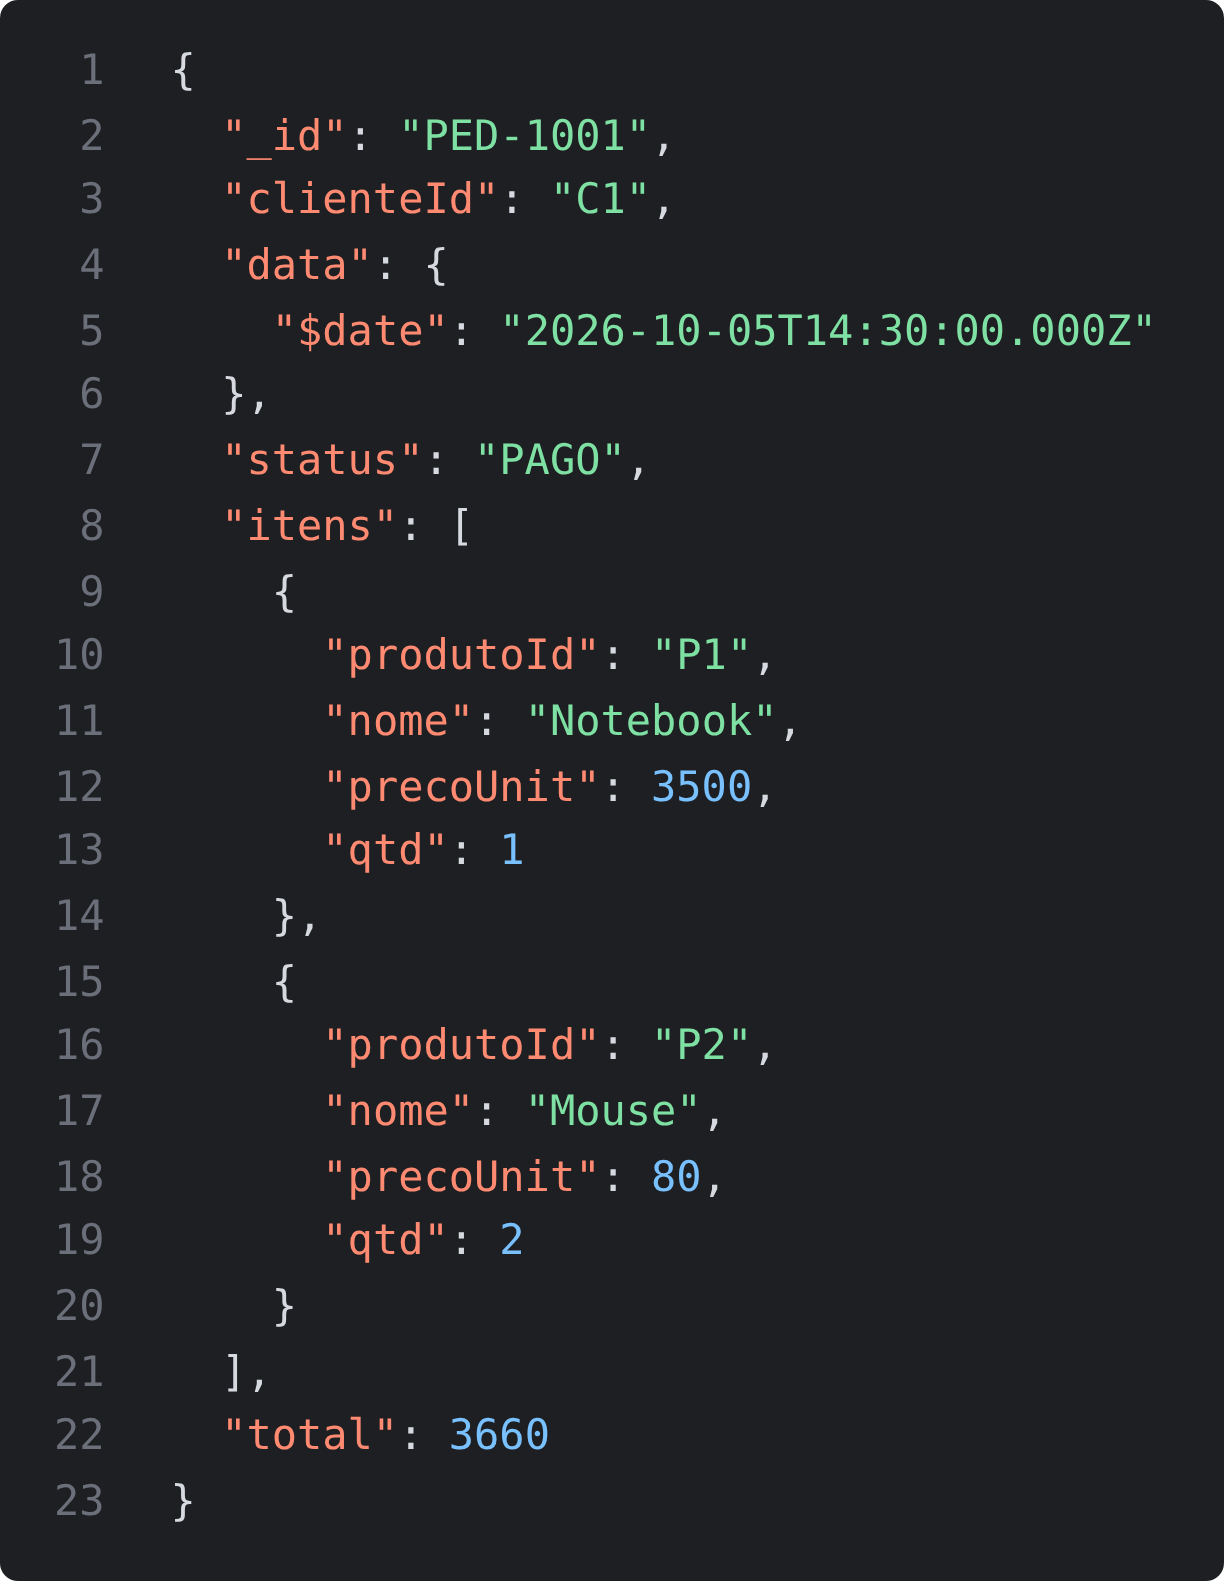 1 {
2   "_id": "PED-1001",
3   "clienteId": "C1",
4   "data": {
5     "$date": "2026-10-05T14:30:00.000Z"
6   },
7   "status": "PAGO",
8   "itens": [
9     {
10       "produtoId": "P1",
11       "nome": "Notebook",
12       "precoUnit": 3500,
13       "qtd": 1
14     },
15     {
16       "produtoId": "P2",
17       "nome": "Mouse",
18       "precoUnit": 80,
19       "qtd": 2
20     }
21   ],
22   "total": 3660
23 }